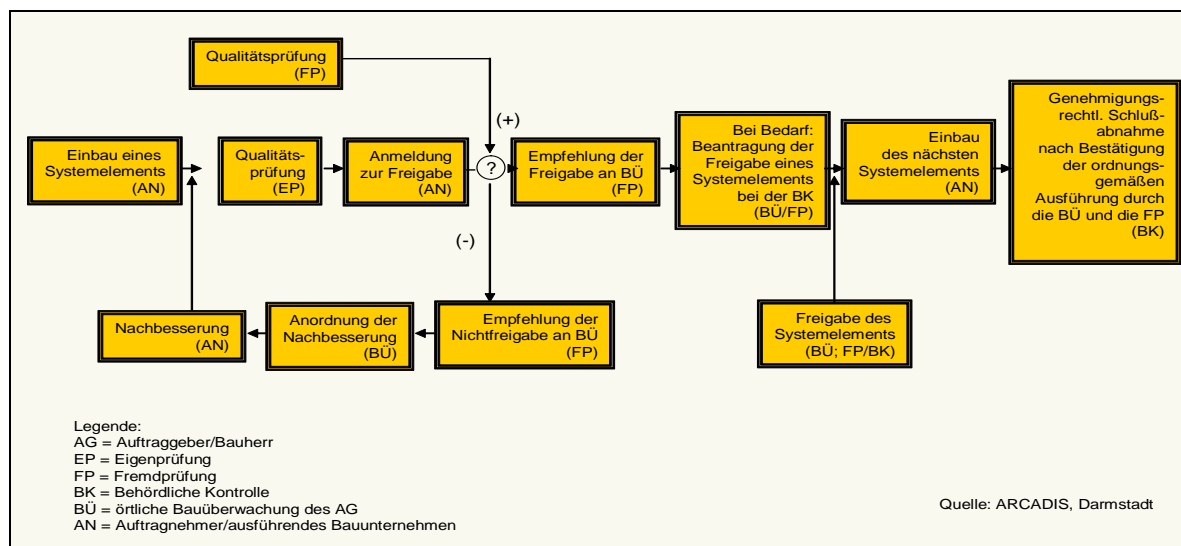 Qualitätsprüfung
(FP)
(+)
Einbau eines
Systemelements
(AN)
Qualitäts-
prüfung
(EP)
Anmeldung
zur Freigabe
(AN)
?
Empfehlung der
Freigabe an BÜ
(FP)
Bei Bedarf:
Beantragung der
Freigabe eines
Systemelements
bei der BK
(BÜ/FP)
Einbau
des nächsten
Systemelements
(AN)
Genehmigungs-
rechtl. Schluß-
abnahme
nach Bestätigung
der ordnungs-
gemäßen
Ausführung durch
die BÜ und die FP
(BK)
(-)
Nachbesserung
(AN)
Anordnung der
Nachbesserung
(BÜ)
Empfehlung der
Nichtfreigabe an BÜ
(FP)
Freigabe des
Systemelements
(BÜ; FP/BK)
Legende:
AG = Auftraggeber/Bauherr
EP = Eigenprüfung
FP = Fremdprüfung
BK = Behördliche Kontrolle
BÜ = örtliche Bauüberwachung des AG
AN = Auftragnehmer/ausführendes Bauunternehmen
Quelle: ARCADIS, Darmstadt